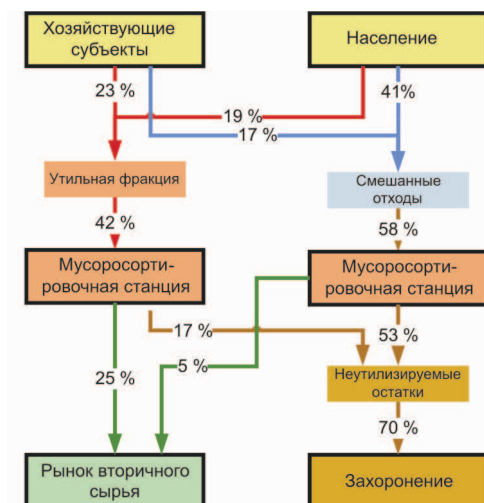 Хозяйствующие
субъекты
Население
23 %
41%
19 %
17 %
Утильная фракция
Смешанные
отходы
42 %
58 %
Мусоросорти-
ровочная станция
Мусоросорти-
ровочная станция
17 %
53 %
25 %
5 %
Неутилизируемые
остатки
70 %
Рынок вторичного
сырья
Захоронение